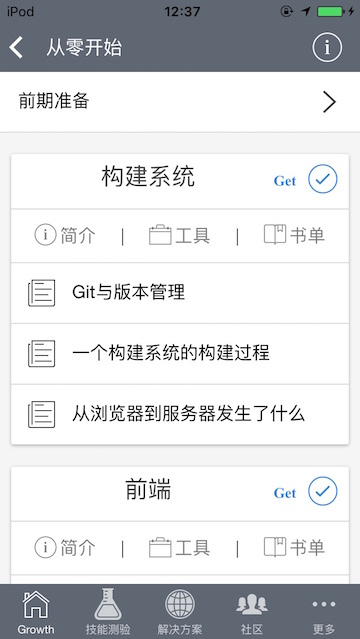 iPod 12:37
从零开始
前期准备
构建系统 Get
简介 | 工具 | 书单
Git与版本管理
一个构建系统的构建过程
从浏览器到服务器发生了什么
前端 Get
简介 | 工具 | 书单
Growth 技能测验 解决方案 社区 更多